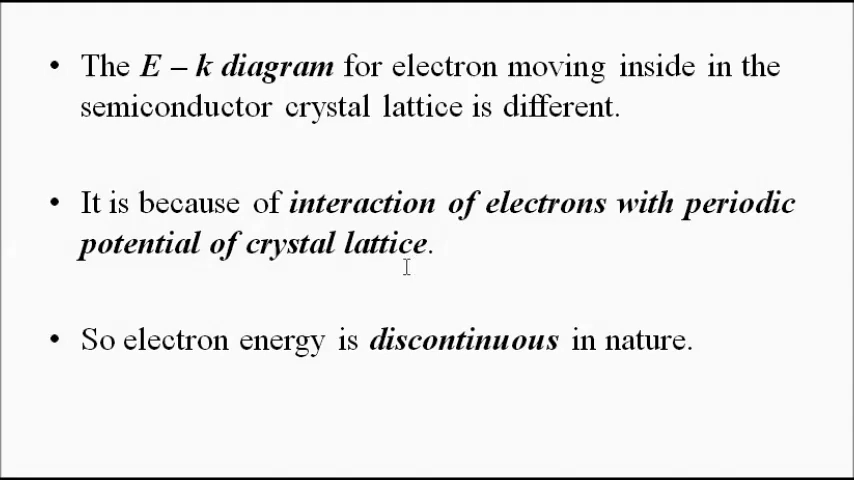 • The E – k diagram for electron moving inside in the
semiconductor crystal lattice is different.
• It is because of interaction of electrons with periodic
potential of crystal lattice.
• So electron energy is discontinuous in nature.